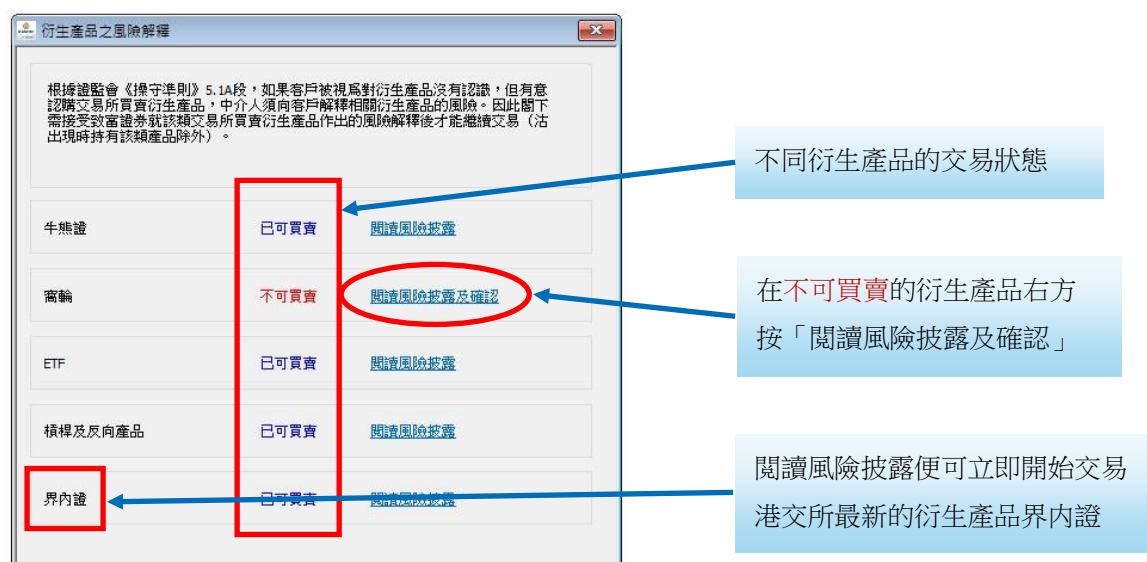 衍生產品之風險解釋
根據證監會《操守準則》5.1A段，如果客戶被視爲對衍生產品沒有認識，但有意
認購交易所買賣衍生產品，中介人須向客戶解釋相關衍生產品的風險。因此閣下
需接受致富證券就該類交易所買賣衍生產品作出的風險解釋後才能繼續交易（沽
出現時持有該類產品除外）。
不同衍生產品的交易狀態
牛熊證 已可買賣 閱讀風險披露
窩輪 不可買賣 閱讀風險披露及確認
在不可買賣的衍生產品右方
按「閱讀風險披露及確認」
ETF 已可買賣 閱讀風險披露
槓桿及反向產品 已可買賣 閱讀風險披露
界內證 已可買賣 閱讀風險披露
閱讀風險披露便可立即開始交易
港交所最新的衍生產品界內證